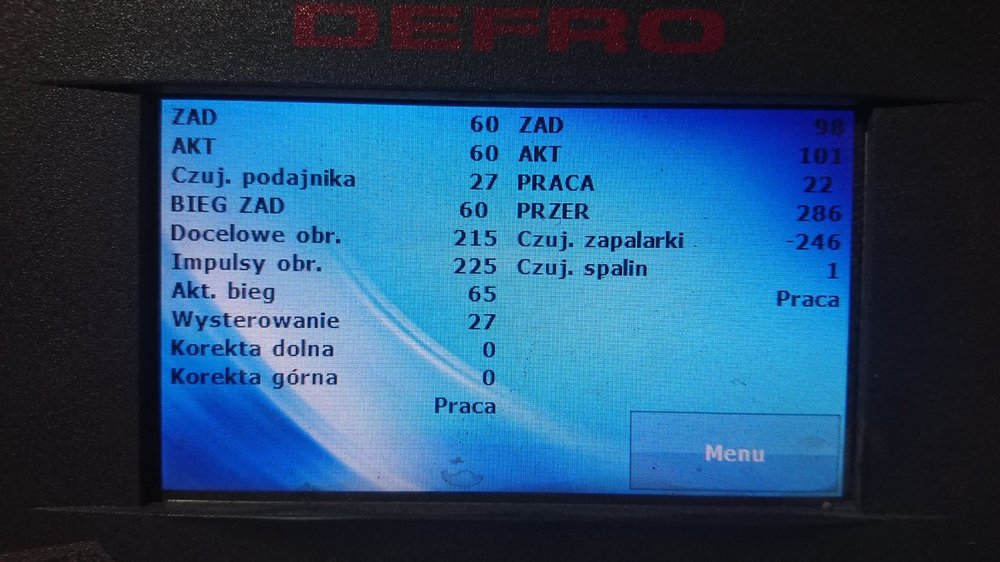 DEFRO
ZAD 60
AKT 60
Czuj. podajnika 27
BIEG ZAD 60
Docelowe obr. 215
Impulsy obr. 225
Akt. bieg 65
Wysterowanie 27
Korekta dolna 0
Korekta górna 0
Praca
ZAD 98
AKT 101
PRACA 22
PRZER 286
Czuj. zapalarki -246
Czuj. spalin 1
Praca
Menu